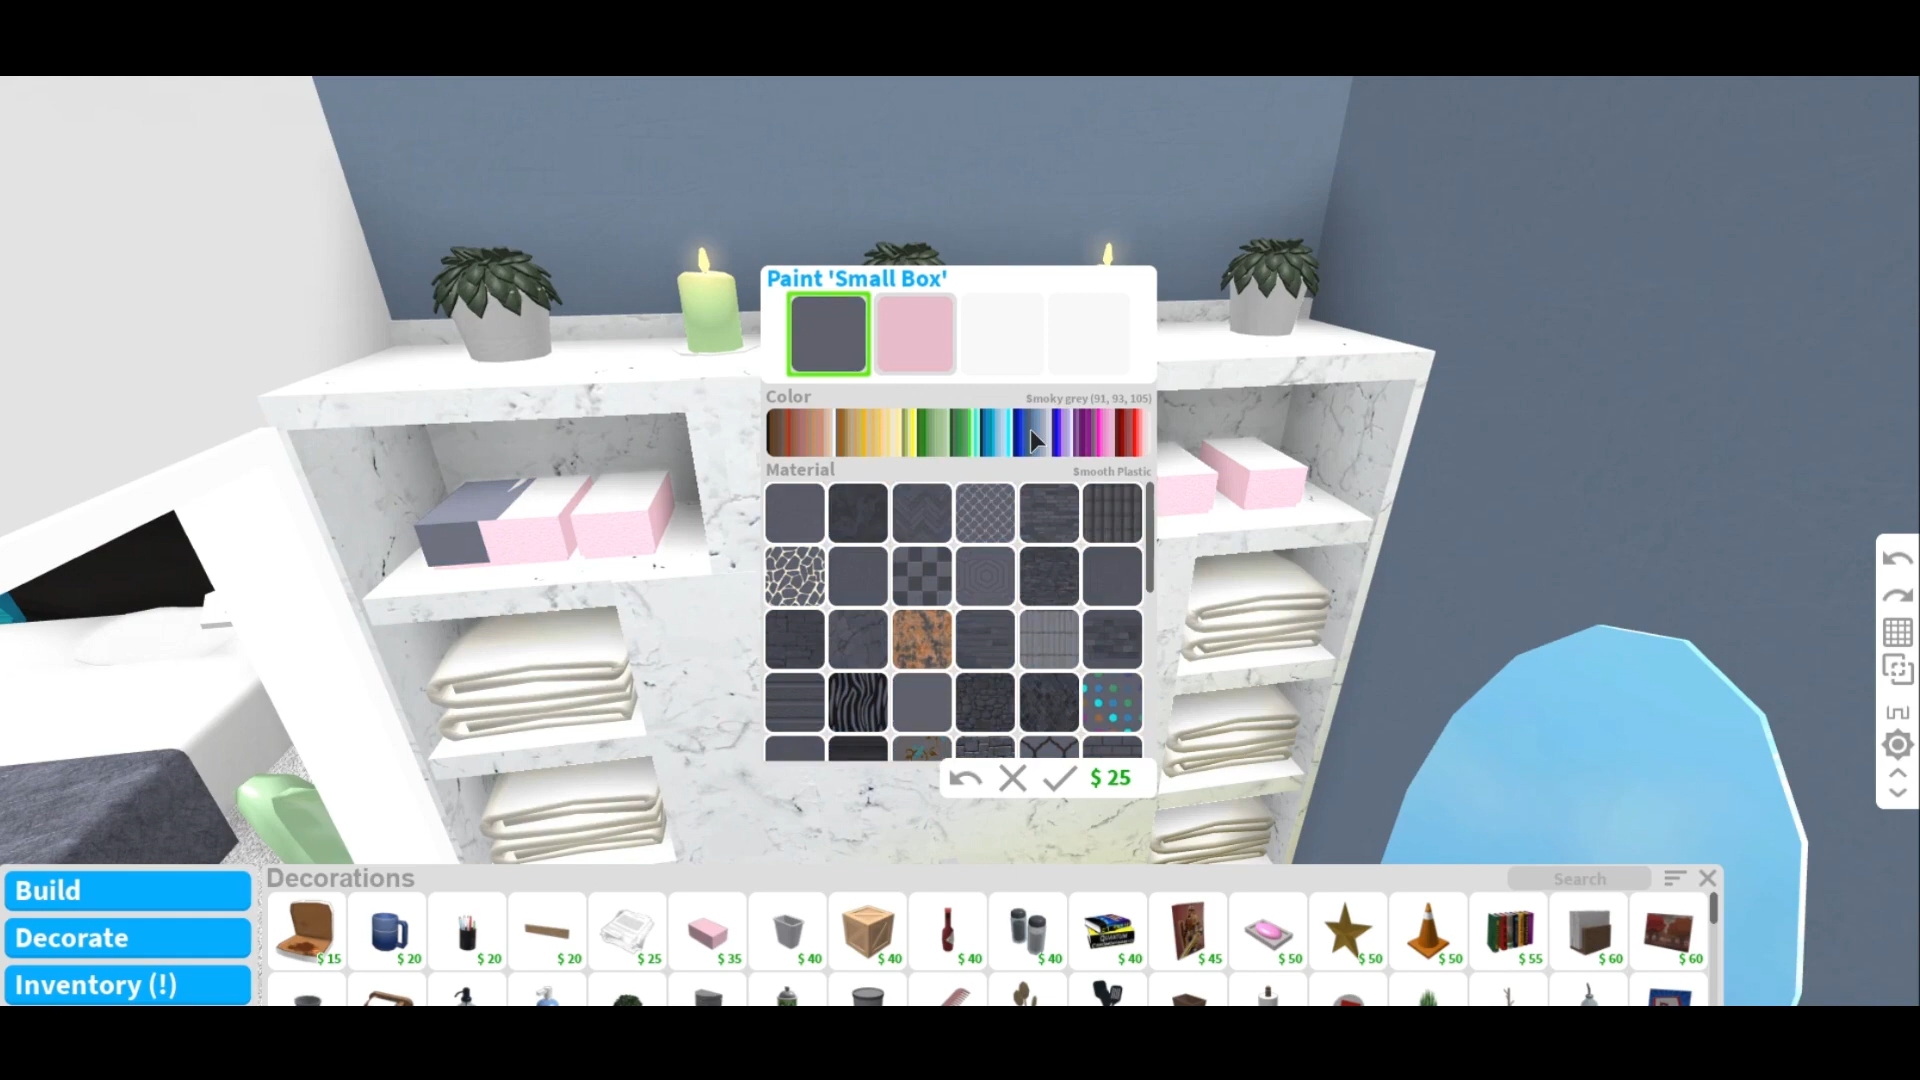 Paint 'Small Box'
Color
Smoky grey (91, 93, 105)
Material
Smooth Plastic
$ 25
Build
Decorate
Inventory (!)
Decorations
Search
$ 15
$ 20
$ 20
$ 20
$ 25
$ 35
$ 40
$ 40
$ 40
$ 40
$ 40
$ 45
$ 50
$ 50
$ 50
$ 55
$ 60
$ 60